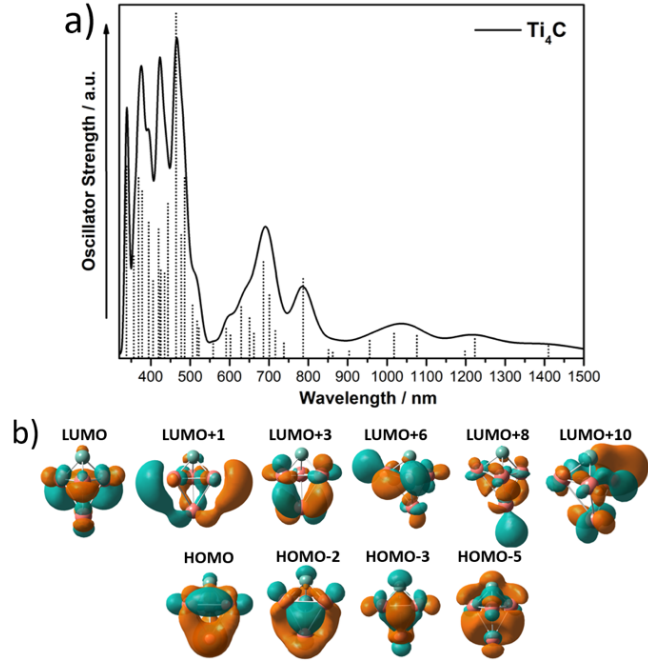 a)
Ti₄C
Oscillator Strength / a.u.
400 500 600 700 800 900 1000 1100 1200 1300 1400 1500
Wavelength / nm
b)
LUMO LUMO+1 LUMO+3 LUMO+6 LUMO+8 LUMO+10
HOMO HOMO-2 HOMO-3 HOMO-5